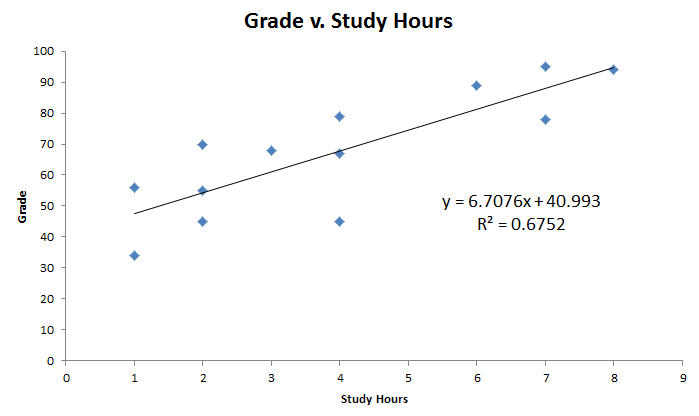 Grade v. Study Hours
100
90
80
70
60
50
40
30
20
10
0
Grade
y = 6.7076x + 40.993
R² = 0.6752
0 1 2 3 4 5 6 7 8 9
Study Hours